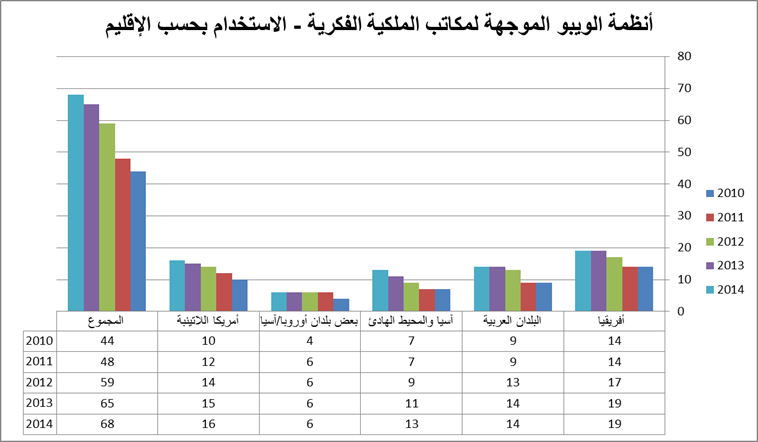 أنظمة الويبو الموجهة لمكاتب الملكية الفكرية - الاستخدام بحسب الإقليم
80
70
60
50
40
30
20
10
0
2010
2011
2012
2013
2014
أفريقيا البلدان العربية آسيا والمحيط الهادئ بعض بلدان أوروبا/آسيا أمريكا اللاتينية المجموع
2010 44 10 4 7 9 14
2011 48 12 6 7 9 14
2012 59 14 6 9 13 17
2013 65 15 6 11 14 19
2014 68 16 6 13 14 19